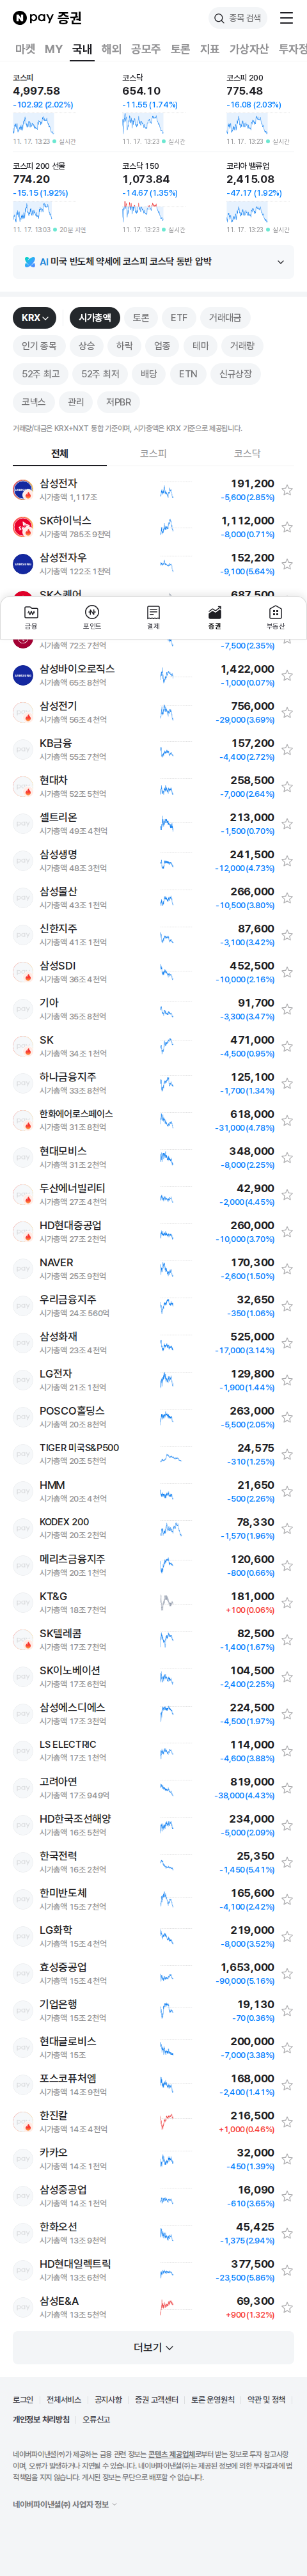 N pay 증권
종목 검색
마켓 MY 국내 해외 공모주 토론 지표 가상자산 투자정
코스피
4,997.58
-102.92 (2.02%)
11. 17. 13:23 실시간
코스닥
654.10
-11.55 (1.74%)
11. 17. 13:23 실시간
코스피 200
775.48
-16.08 (2.03%)
11. 17. 13:23 실시간
코스피 200 선물
774.20
-15.15 (1.92%)
11. 17. 13:03 20분 지연
코스닥 150
1,073.84
-14.67 (1.35%)
11. 17. 13:23 실시간
코리아 밸류업
2,415.08
-47.17 (1.92%)
11. 17. 13:23 실시간
AI 미국 반도체 약세에 코스피 코스닥 동반 압박
KRX 시가총액 토론 ETF 거래대금
인기 종목 상승 하락 업종 테마 거래량
52주 최고 52주 최저 배당 ETN 신규상장
코넥스 관리 저PBR
거래량/대금은 KRX+NXT 통합 기준이며, 시가총액은 KRX 기준으로 제공됩니다.
전체 코스피 코스닥
삼성전자 191,200
시가총액 1,117조 -5,600(2.85%)
SK하이닉스 1,112,000
시가총액 785조 9천억 -8,000(0.71%)
삼성전자우 152,200
시가총액 122조 1천억 -9,100(5.64%)
SK스퀘어 687,500
금융 포인트 결제 증권 부동산
시가총액 72조 7천억 -7,500(2.35%)
삼성바이오로직스 1,422,000
시가총액 65조 8천억 -1,000(0.07%)
삼성전기 756,000
시가총액 56조 4천억 -29,000(3.69%)
KB금융 157,200
시가총액 55조 7천억 -4,400(2.72%)
현대차 258,500
시가총액 52조 5천억 -7,000(2.64%)
셀트리온 213,000
시가총액 49조 4천억 -1,500(0.70%)
삼성생명 241,500
시가총액 48조 3천억 -12,000(4.73%)
삼성물산 266,000
시가총액 43조 1천억 -10,500(3.80%)
신한지주 87,600
시가총액 41조 1천억 -3,100(3.42%)
삼성SDI 452,500
시가총액 36조 4천억 -10,000(2.16%)
기아 91,700
시가총액 35조 8천억 -3,300(3.47%)
SK 471,000
시가총액 34조 1천억 -4,500(0.95%)
하나금융지주 125,100
시가총액 33조 8천억 -1,700(1.34%)
한화에어로스페이스 618,000
시가총액 31조 8천억 -31,000(4.78%)
현대모비스 348,000
시가총액 31조 2천억 -8,000(2.25%)
두산에너빌리티 42,900
시가총액 27조 4천억 -2,000(4.45%)
HD현대중공업 260,000
시가총액 27조 2천억 -10,000(3.70%)
NAVER 170,300
시가총액 25조 9천억 -2,600(1.50%)
우리금융지주 32,650
시가총액 24조 560억 -350(1.06%)
삼성화재 525,000
시가총액 23조 4천억 -17,000(3.14%)
LG전자 129,800
시가총액 21조 1천억 -1,900(1.44%)
POSCO홀딩스 263,000
시가총액 20조 8천억 -5,500(2.05%)
TIGER 미국S&P500 24,575
시가총액 20조 5천억 -310(1.25%)
HMM 21,650
시가총액 20조 4천억 -500(2.26%)
KODEX 200 78,330
시가총액 20조 2천억 -1,570(1.96%)
메리츠금융지주 120,600
시가총액 20조 1천억 -800(0.66%)
KT&G 181,000
시가총액 18조 7천억 +100(0.06%)
SK텔레콤 82,500
시가총액 17조 7천억 -1,400(1.67%)
SK이노베이션 104,500
시가총액 17조 6천억 -2,400(2.25%)
삼성에스디에스 224,500
시가총액 17조 3천억 -4,500(1.97%)
LS ELECTRIC 114,000
시가총액 17조 1천억 -4,600(3.88%)
고려아연 819,000
시가총액 17조 949억 -38,000(4.43%)
HD한국조선해양 234,000
시가총액 16조 5천억 -5,000(2.09%)
한국전력 25,350
시가총액 16조 2천억 -1,450(5.41%)
한미반도체 165,600
시가총액 15조 7천억 -4,100(2.42%)
LG화학 219,000
시가총액 15조 4천억 -8,000(3.52%)
효성중공업 1,653,000
시가총액 15조 4천억 -90,000(5.16%)
기업은행 19,130
시가총액 15조 2천억 -70(0.36%)
현대글로비스 200,000
시가총액 15조 -7,000(3.38%)
포스코퓨처엠 168,000
시가총액 14조 9천억 -2,400(1.41%)
한진칼 216,500
시가총액 14조 4천억 +1,000(0.46%)
카카오 32,000
시가총액 14조 1천억 -450(1.39%)
삼성중공업 16,090
시가총액 14조 1천억 -610(3.65%)
한화오션 45,425
시가총액 13조 9천억 -1,375(2.94%)
HD현대일렉트릭 377,500
시가총액 13조 6천억 -23,500(5.86%)
삼성E&A 69,300
시가총액 13조 5천억 +900(1.32%)
더보기
로그인 전체서비스 공지사항 증권 고객센터 토론 운영원칙 약관 및 정책
개인정보 처리방침 오류신고
네이버파이낸셜㈜가 제공하는 금융 관련 정보는 콘텐츠 제공업체로부터 받는 정보로 투자 참고사항
이며, 오류가 발생하거나 지연될 수 있습니다. 네이버파이낸셜㈜는 제공된 정보에 의한 투자결과에 법
적책임을 지지 않습니다. 게시된 정보는 무단으로 배포할 수 없습니다.
네이버파이낸셜㈜ 사업자 정보